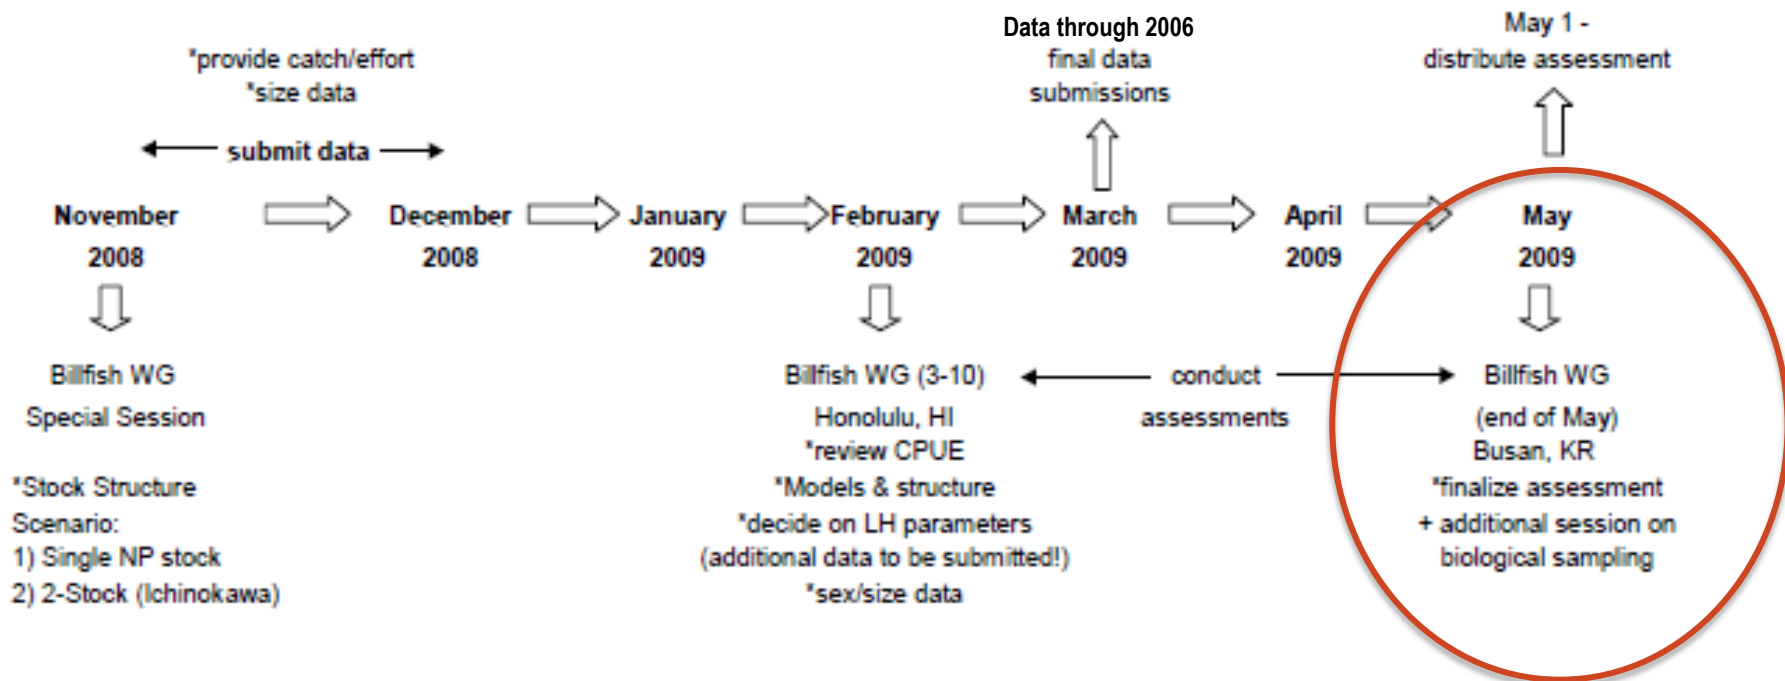 *provide catch/effort
*size data
submit data
Data through 2006
final data
submissions
May 1 -
distribute assessment
November
2008
December
2008
January
2009
February
2009
March
2009
April
2009
May
2009
Billfish WG
Special Session
*Stock Structure
Scenario:
1) Single NP stock
2) 2-Stock (Ichinokawa)
Billfish WG (3-10)
Honolulu, HI
*review CPUE
*Models & structure
*decide on LH parameters
(additional data to be submitted!)
*sex/size data
conduct
assessments
Billfish WG
(end of May)
Busan, KR
*finalize assessment
+ additional session on
biological sampling